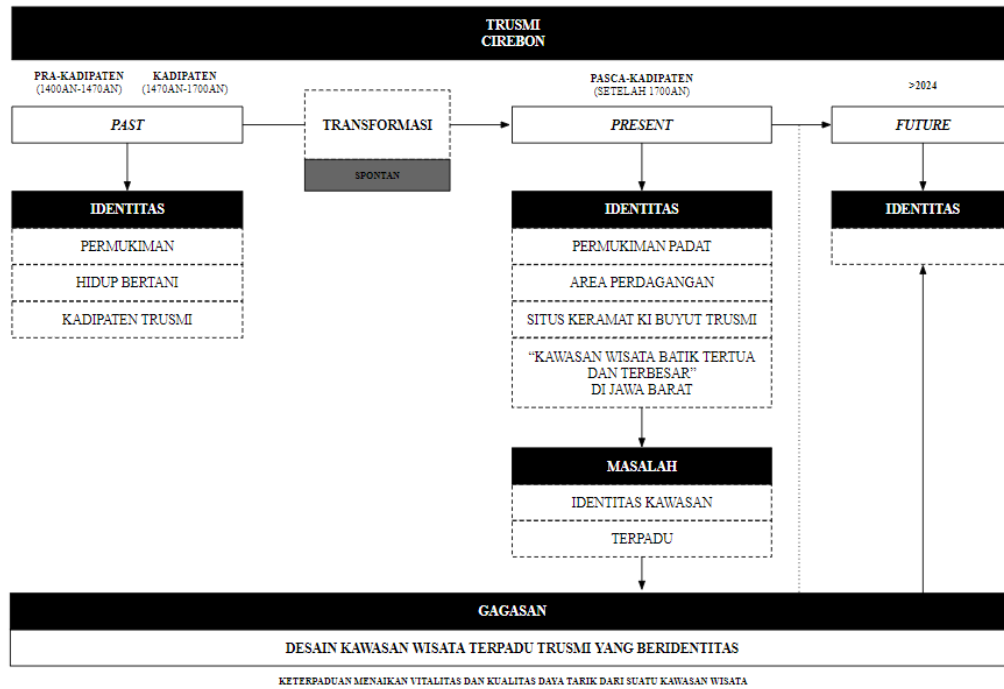 TRUSMI
CIREBON
PRA-KADIPATEN
(1400AN-1470AN)
KADIPATEN
(1470AN-1700AN)
PASCA-KADIPATEN
(SETELAH 1700AN)
>2024
PAST
TRANSFORMASI
SPONTAN
PRESENT
FUTURE
IDENTITAS
PERMUKIMAN
HIDUP BERTANI
KADIPATEN TRUSMI
IDENTITAS
PERMUKIMAN PADAT
AREA PERDAGANGAN
SITUS KERAMAT KI BUYUT TRUSMI
“KAWASAN WISATA BATIK TERTUA
DAN TERBESAR”
DI JAWA BARAT
IDENTITAS
MASALAH
IDENTITAS KAWASAN
TERPADU
GAGASAN
DESAIN KAWASAN WISATA TERPADU TRUSMI YANG BERIDENTITAS
KETERPADUAN MENAIKAN VITALITAS DAN KUALITAS DAYA TARIK DARI SUATU KAWASAN WISATA